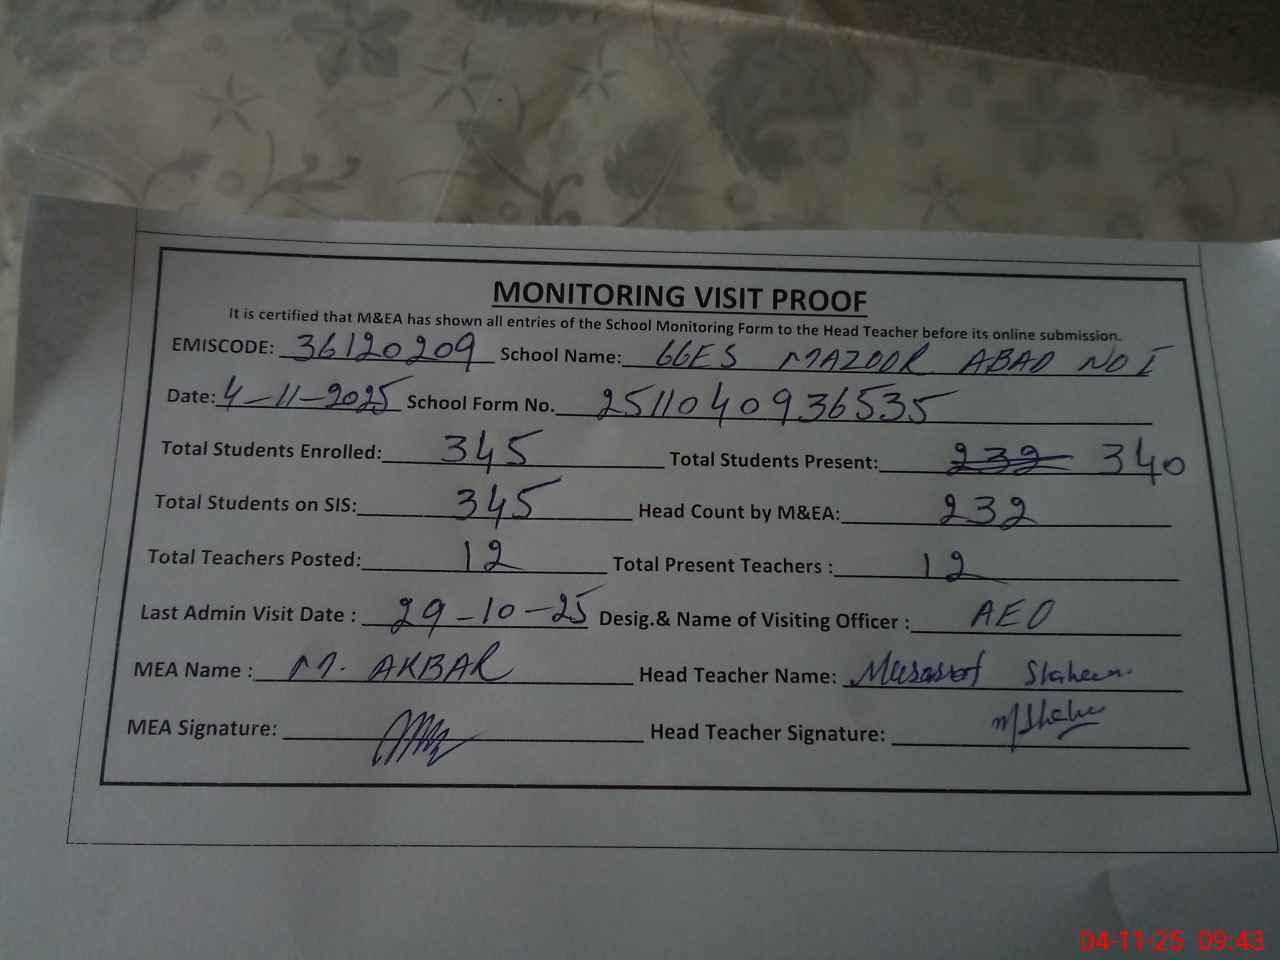 MONITORING VISIT PROOF
It is certified that M&EA has shown all entries of the School Monitoring Form to the Head Teacher before its online submission.
EMISCODE: 36120209 School Name: GGES MAZOOR ABAD NO I
Date: 4-11-2025 School Form No. 2511040936535
Total Students Enrolled: 345 Total Students Present: 232 340
Total Students on SIS: 345 Head Count by M&EA: 232
Total Teachers Posted: 12 Total Present Teachers : 12
Last Admin Visit Date : 29-10-25 Desig.& Name of Visiting Officer : AEO
MEA Name : M. AKBAR Head Teacher Name: Shaheen
MEA Signature: Head Teacher Signature:
04-11-25 09:43